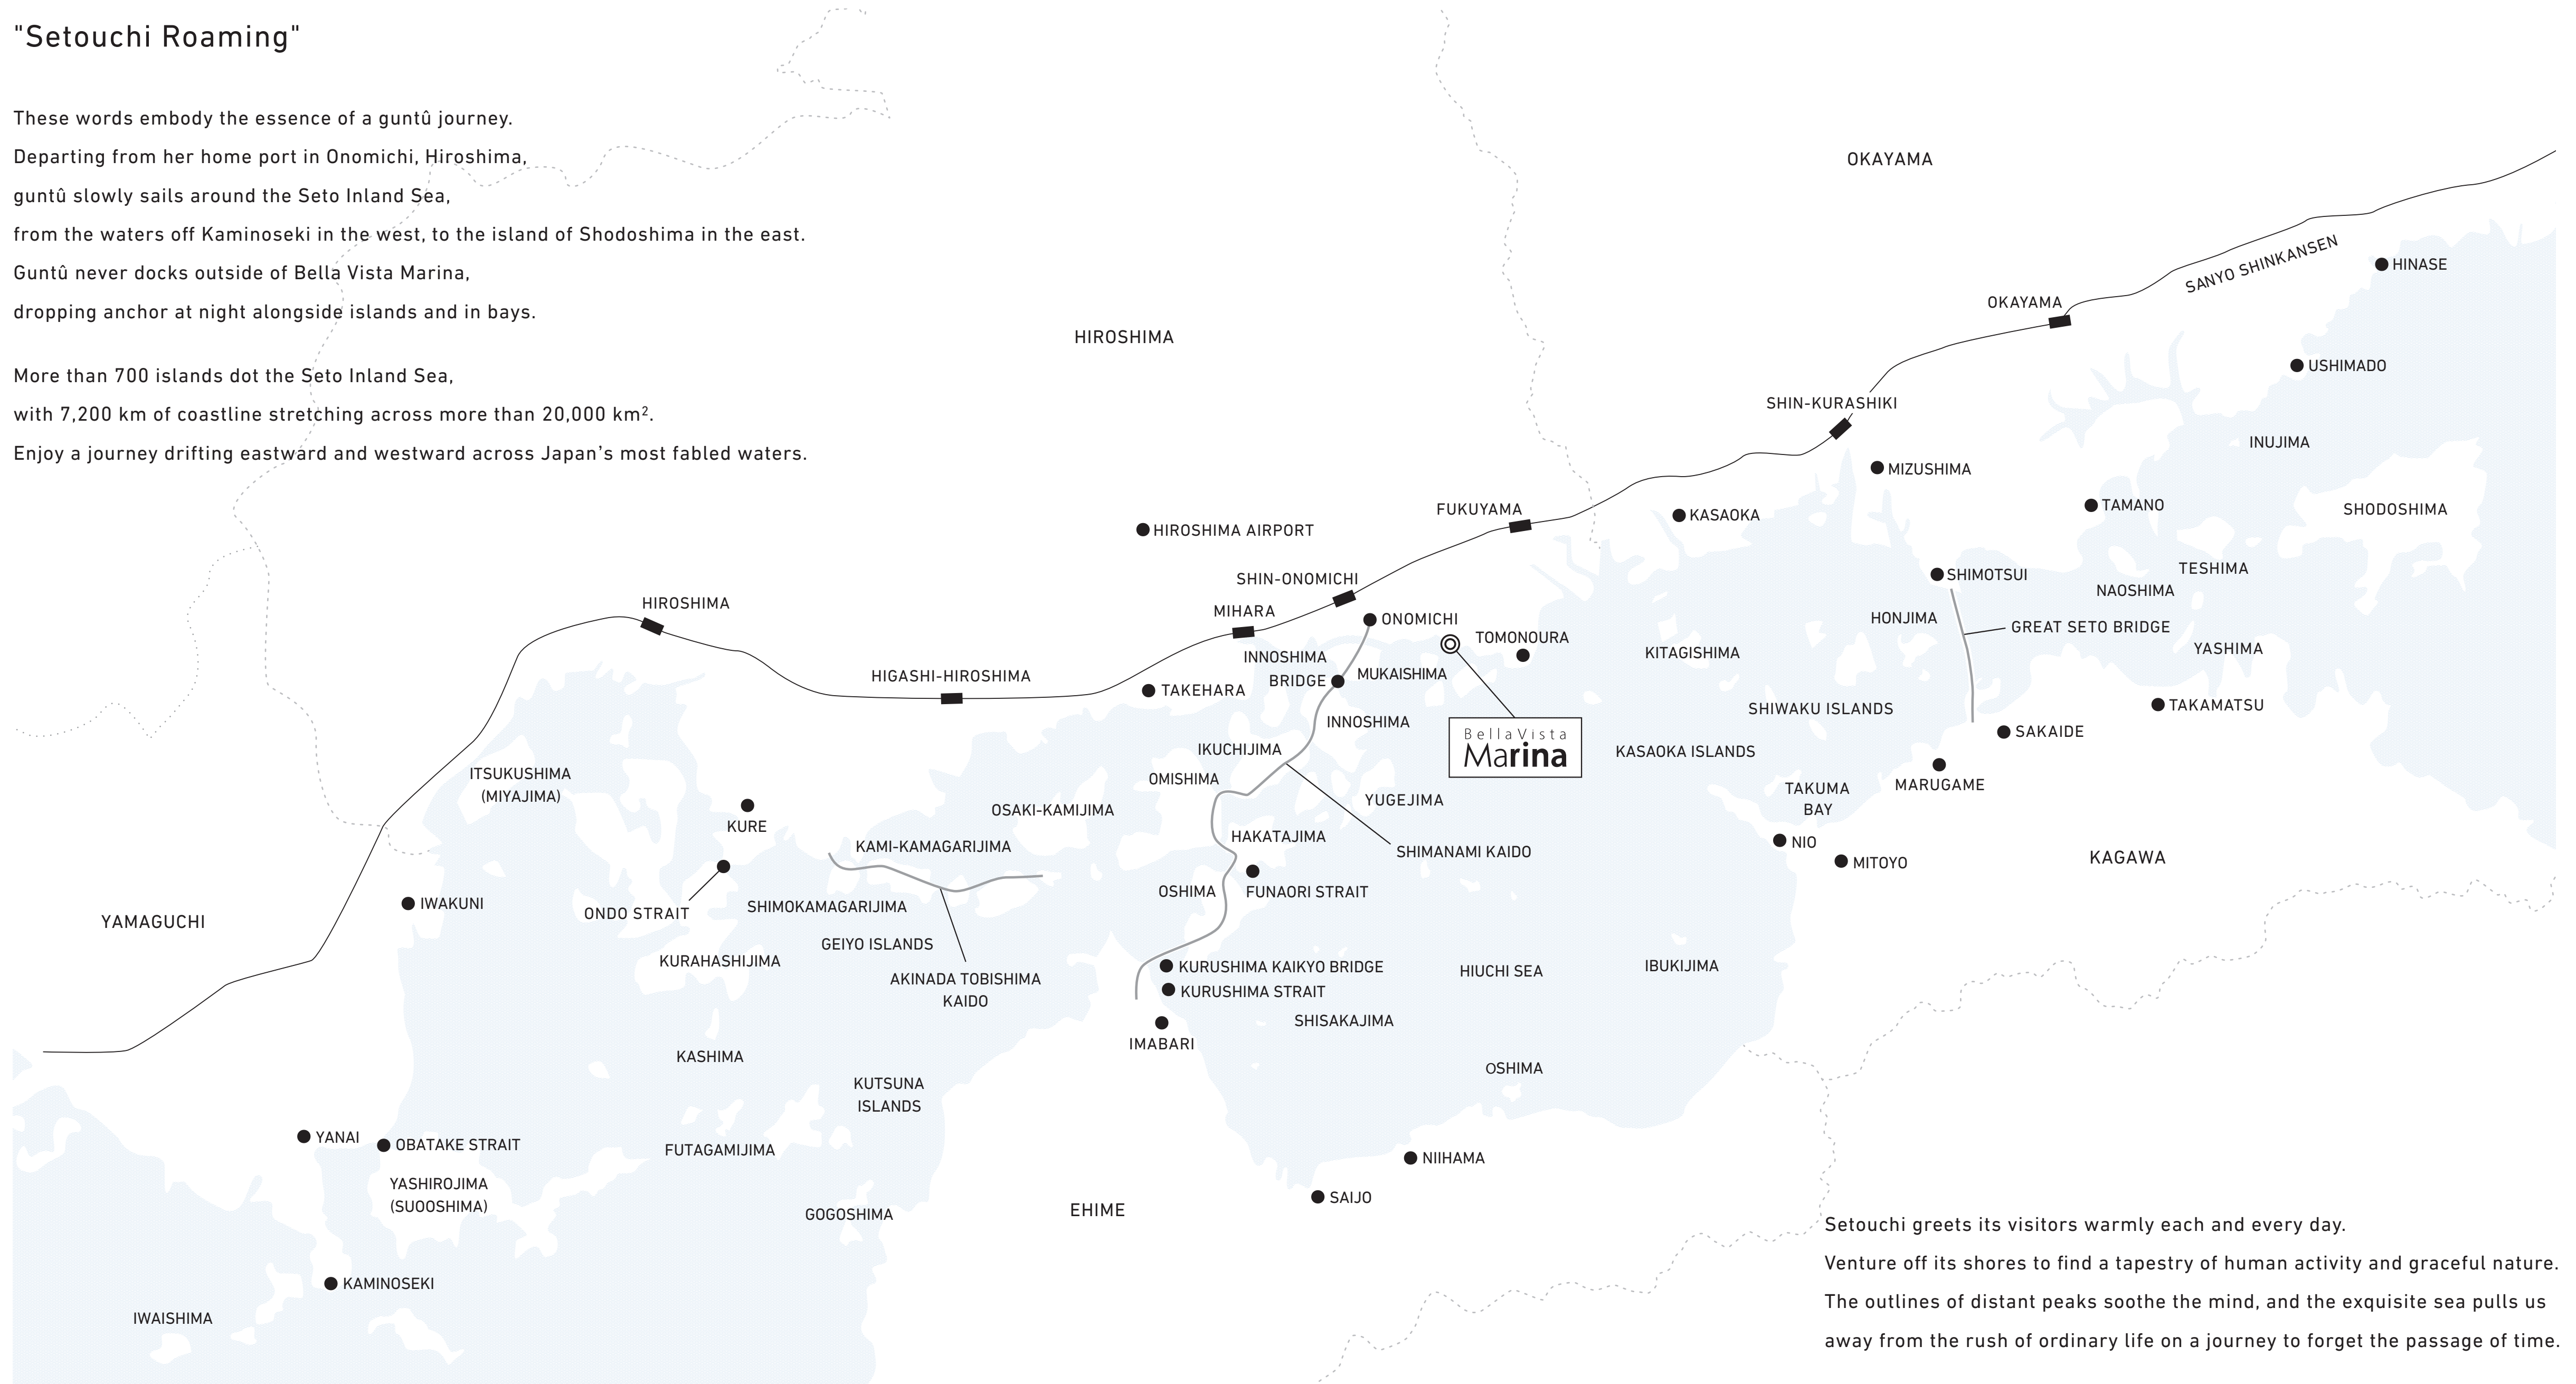 "Setouchi Roaming"
These words embody the essence of a guntû journey.
Departing from her home port in Onomichi, Hiroshima,
guntû slowly sails around the Seto Inland Sea,
from the waters off Kaminoseki in the west, to the island of Shodoshima in the east.
Guntû never docks outside of Bella Vista Marina,
dropping anchor at night alongside islands and in bays.
More than 700 islands dot the Seto Inland Sea,
with 7,200 km of coastline stretching across more than 20,000 km².
Enjoy a journey drifting eastward and westward across Japan’s most fabled waters.
OKAYAMA
SANYO SHINKANSEN
HINASE
OKAYAMA
HIROSHIMA
USHIMADO
SHIN-KURASHIKI
INUJIMA
MIZUSHIMA
TAMANO
SHODOSHIMA
FUKUYAMA
KASAOKA
HIROSHIMA AIRPORT
TESHIMA
SHIMOTSUI
SHIN-ONOMICHI
NAOSHIMA
HIROSHIMA
MIHARA
ONOMICHI
HONJIMA
GREAT SETO BRIDGE
TOMONOURA
YASHIMA
KITAGISHIMA
INNOSHIMA
BRIDGE
MUKAISHIMA
HIGASHI-HIROSHIMA
TAKEHARA
TAKAMATSU
SHIWAKU ISLANDS
INNOSHIMA
SAKAIDE
BellaVista
Marina
IKUCHIJIMA
KASAOKA ISLANDS
ITSUKUSHIMA
(MIYAJIMA)
OMISHIMA
MARUGAME
TAKUMA
BAY
YUGEJIMA
OSAKI-KAMIJIMA
KURE
HAKATAJIMA
NIO
KAMI-KAMAGARIJIMA
SHIMANAMI KAIDO
KAGAWA
MITOYO
OSHIMA
FUNAORI STRAIT
IWAKUNI
SHIMOKAMAGARIJIMA
ONDO STRAIT
YAMAGUCHI
GEIYO ISLANDS
KURAHASHIJIMA
KURUSHIMA KAIKYO BRIDGE
HIUCHI SEA
IBUKIJIMA
AKINADA TOBISHIMA
KAIDO
KURUSHIMA STRAIT
SHISAKAJIMA
IMABARI
KASHIMA
OSHIMA
KUTSUNA
ISLANDS
YANAI
OBATAKE STRAIT
FUTAGAMIJIMA
NIIHAMA
YASHIROJIMA
(SUOOSHIMA)
SAIJO
EHIME
GOGOSHIMA
KAMINOSEKI
IWAISHIMA
Setouchi greets its visitors warmly each and every day.
Venture off its shores to find a tapestry of human activity and graceful nature.
The outlines of distant peaks soothe the mind, and the exquisite sea pulls us
away from the rush of ordinary life on a journey to forget the passage of time.